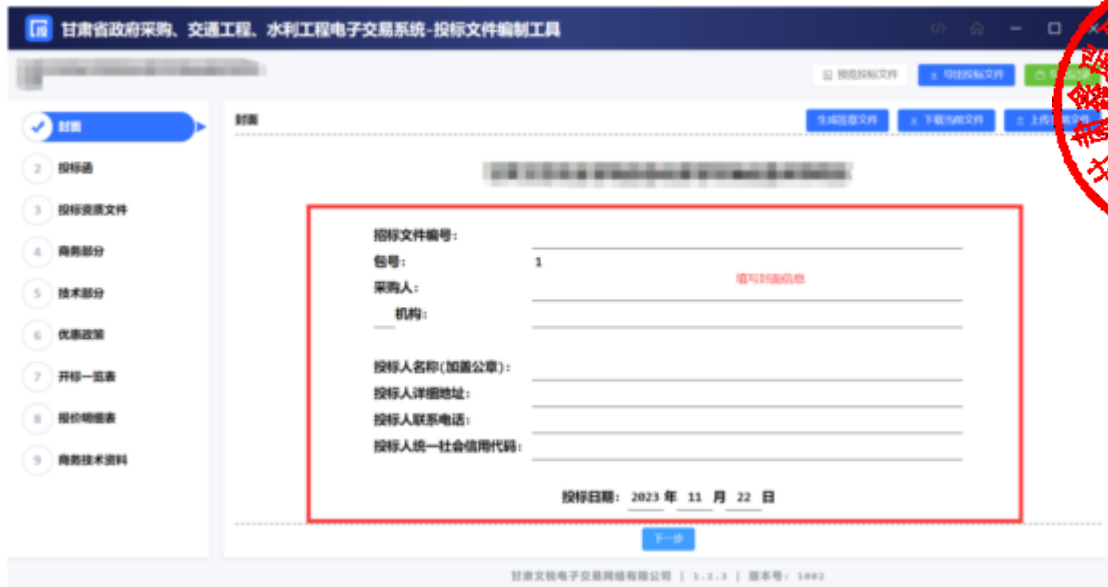 甘肃省政府采购、交通工程、水利工程电子交易系统-投标文件编制工具
预览投标文件
导出投标文件
封面
2 投标函
3 投标资质文件
4 商务部分
5 技术部分
6 优惠政策
7 开标一览表
8 报价明细表
9 商务技术资料
封面
生成签章文件
下载当前文件
招标文件编号:
包号: 1
填写封面信息
采购人:
机构:
投标人名称(加盖公章):
投标人详细地址:
投标人联系电话:
投标人统一社会信用代码:
投标日期: 2023 年 11 月 22 日
下一步
甘肃文锐电子交易网络有限公司 | 1.2.3 | 版本号: 1002